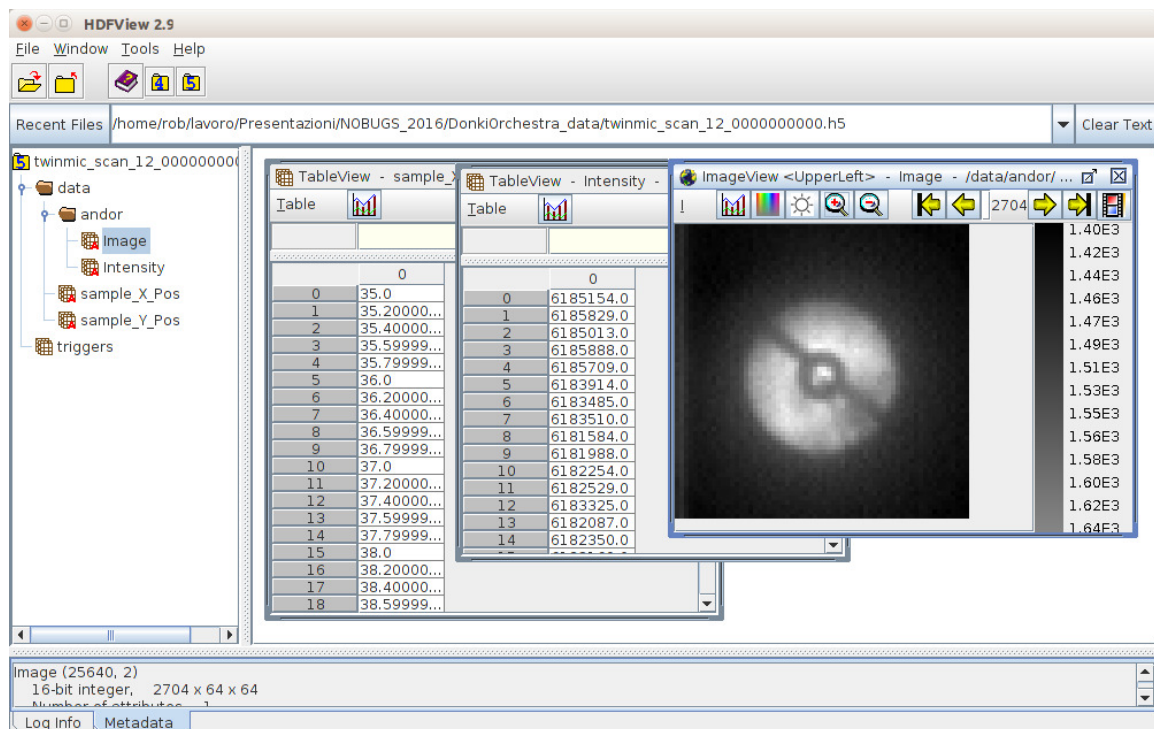 HDFView 2.9
File Window Tools Help
4 5
Recent Files /home/rob/lavoro/Presentazioni/NOBUGS_2016/DonkiOrchestra_data/twinmic_scan_12_0000000000.h5 Clear Text
5 twinmic_scan_12_000000000
data
andor
Image
Intensity
sample_X_Pos
sample_Y_Pos
triggers
TableView - sample_X
Table
0
0 35.0
1 35.20000...
2 35.40000...
3 35.59999...
4 35.79999...
5 36.0
6 36.20000...
7 36.40000...
8 36.59999...
9 36.79999...
10 37.0
11 37.20000...
12 37.40000...
13 37.59999...
14 37.79999...
15 38.0
16 38.20000...
17 38.40000...
18 38.59999...
TableView - Intensity -
Table
0
0 6185154.0
1 6185829.0
2 6185013.0
3 6185888.0
4 6185709.0
5 6183914.0
6 6183485.0
7 6183510.0
8 6181584.0
9 6181988.0
10 6182254.0
11 6182529.0
12 6183325.0
13 6182087.0
14 6182350.0
ImageView <UpperLeft> - Image - /data/andor/ ...
I 2704
1.40E3
1.42E3
1.44E3
1.46E3
1.47E3
1.49E3
1.51E3
1.53E3
1.55E3
1.56E3
1.58E3
1.60E3
1.62E3
1.64E3
Image (25640, 2)
16-bit integer, 2704 x 64 x 64
Number of attributes 1
Log Info Metadata